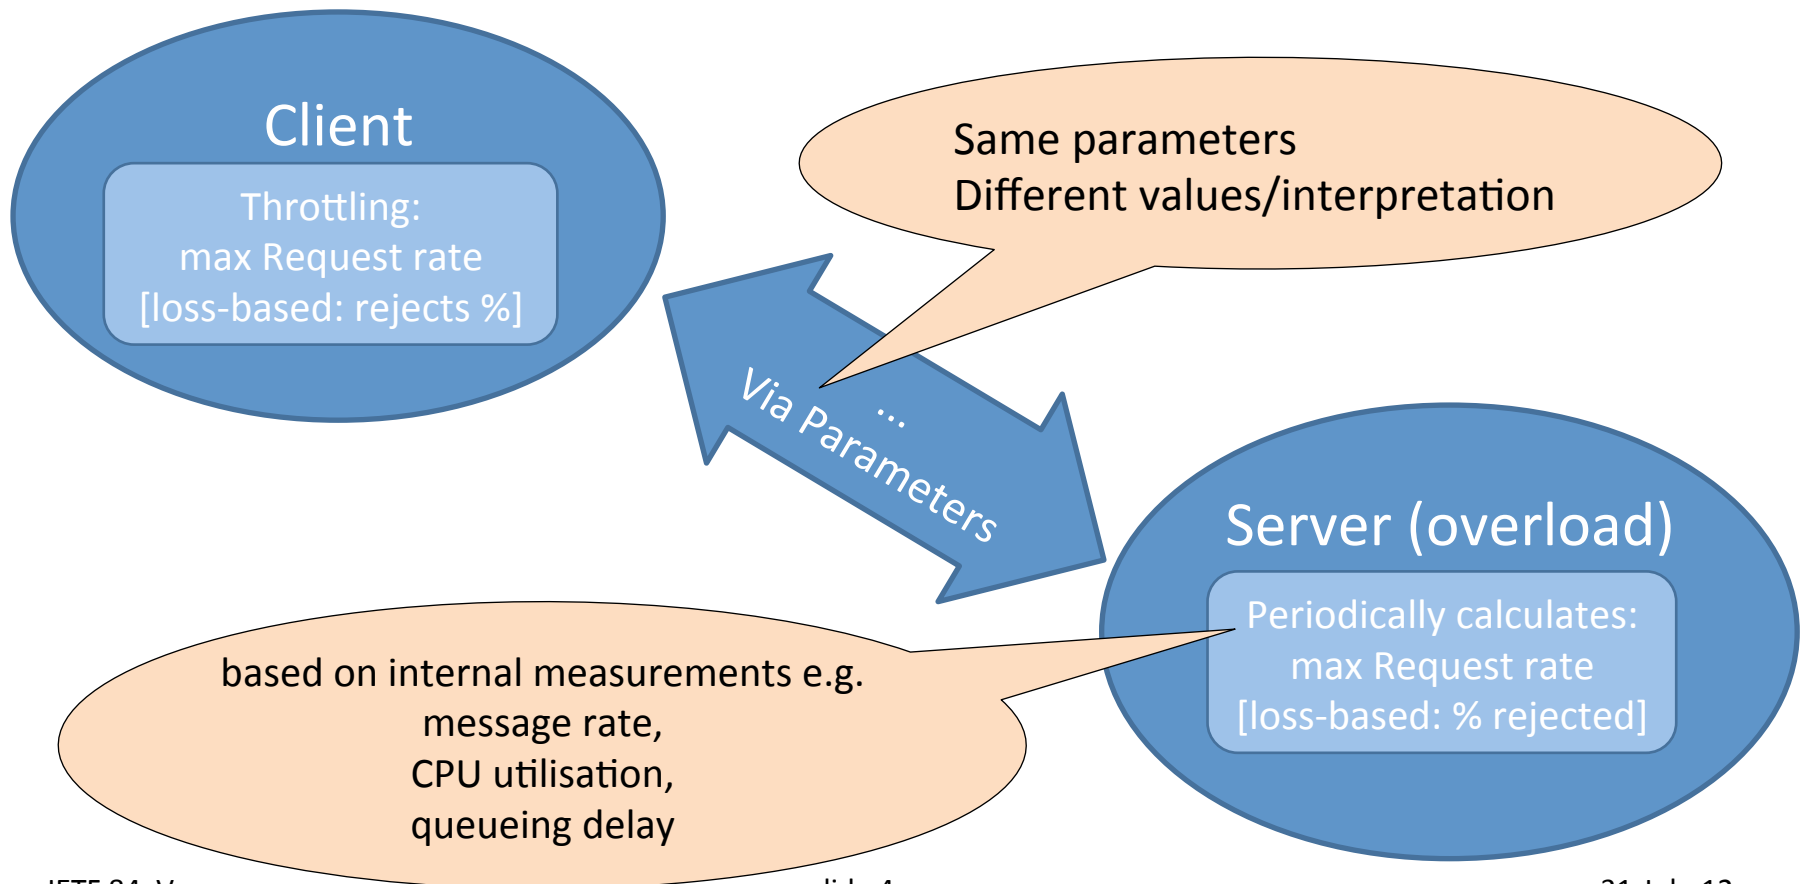 Client
Throttling:
max Request rate
[loss-based: rejects %]
Same parameters
Different values/interpretation
...
Via Parameters
Server (overload)
Periodically calculates:
max Request rate
[loss-based: % rejected]
based on internal measurements e.g.
message rate,
CPU utilisation,
queueing delay